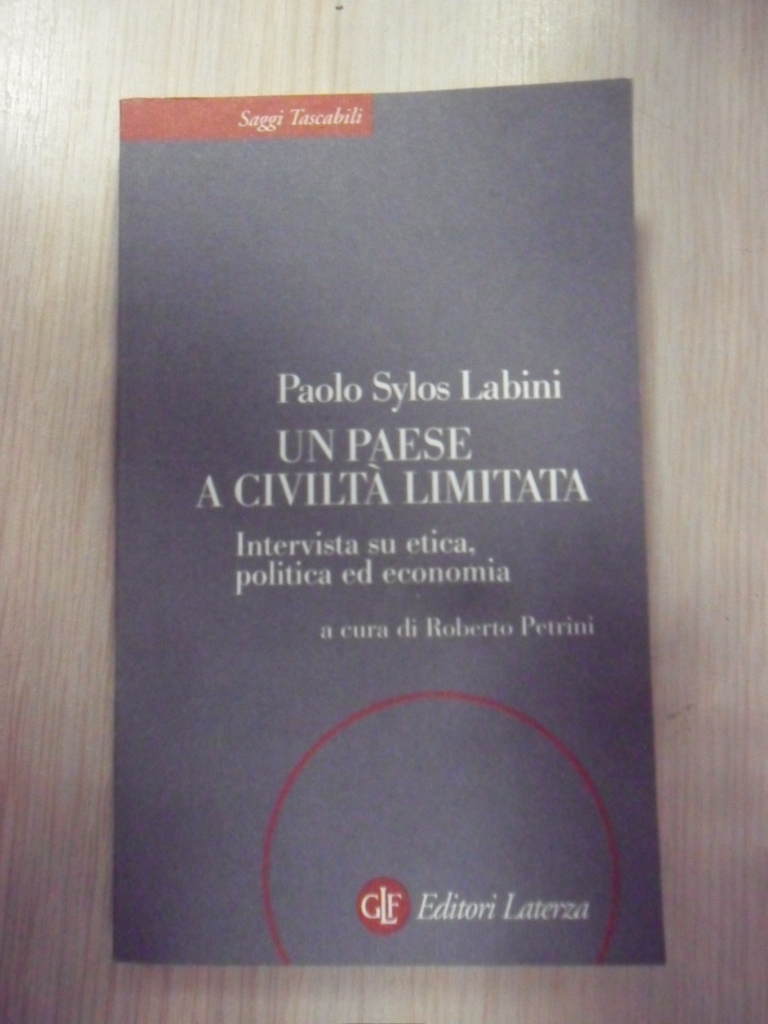 Saggi Tascabili
Paolo Sylos Labini
UN PAESE
A CIVILTÀ LIMITATA
Intervista su etica,
politica ed economia
a cura di Roberto Petrini
GLF Editori Laterza